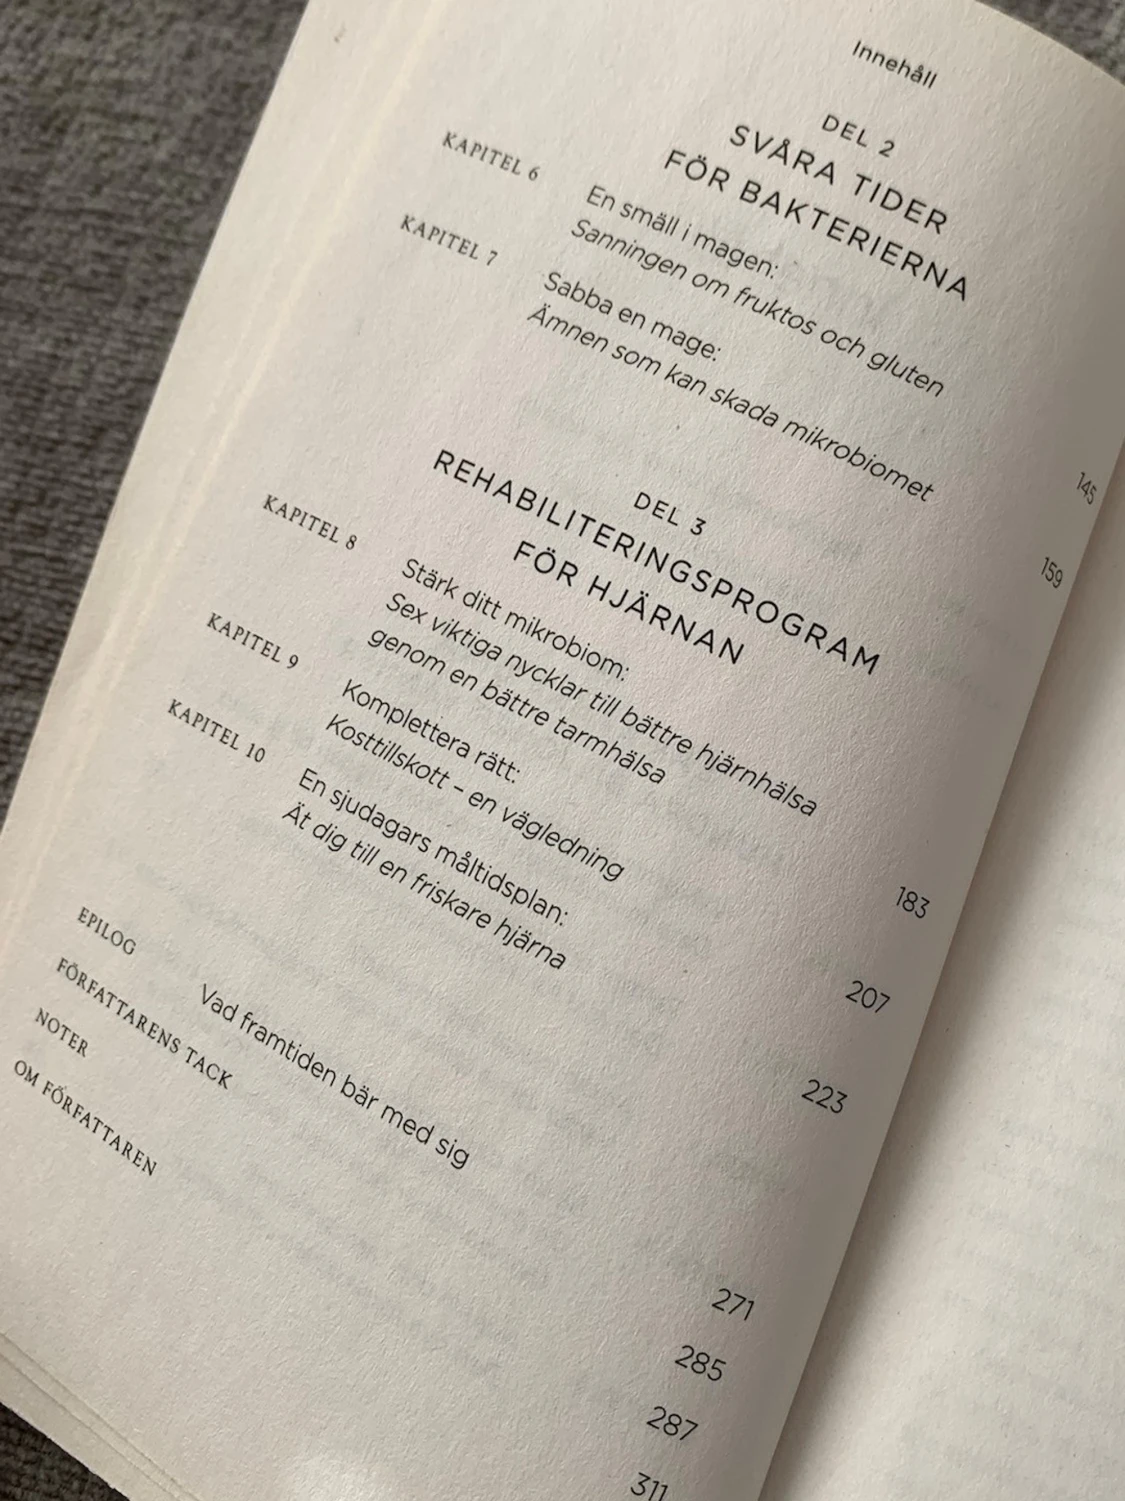 Innehåll
DEL 2
SVÅRA TIDER
FÖR BAKTERIERNA
KAPITEL 6 En smäll i magen:
Sanningen om fruktos och gluten 145
KAPITEL 7 Sabba en mage:
Ämnen som kan skada mikrobiomet 159
DEL 3
REHABILITERINGSPROGRAM
FÖR HJÄRNAN
KAPITEL 8 Stärk ditt mikrobiom:
Sex viktiga nycklar till bättre hjärnhälsa
genom en bättre tarmhälsa 183
KAPITEL 9 Komplettera rätt:
Kosttillskott – en vägledning 207
KAPITEL 10 En sjudagars måltidsplan:
Ät dig till en friskare hjärna 223
EPILOG Vad framtiden bär med sig 271
FÖRFATTARENS TACK 285
NOTER 287
OM FÖRFATTAREN 311